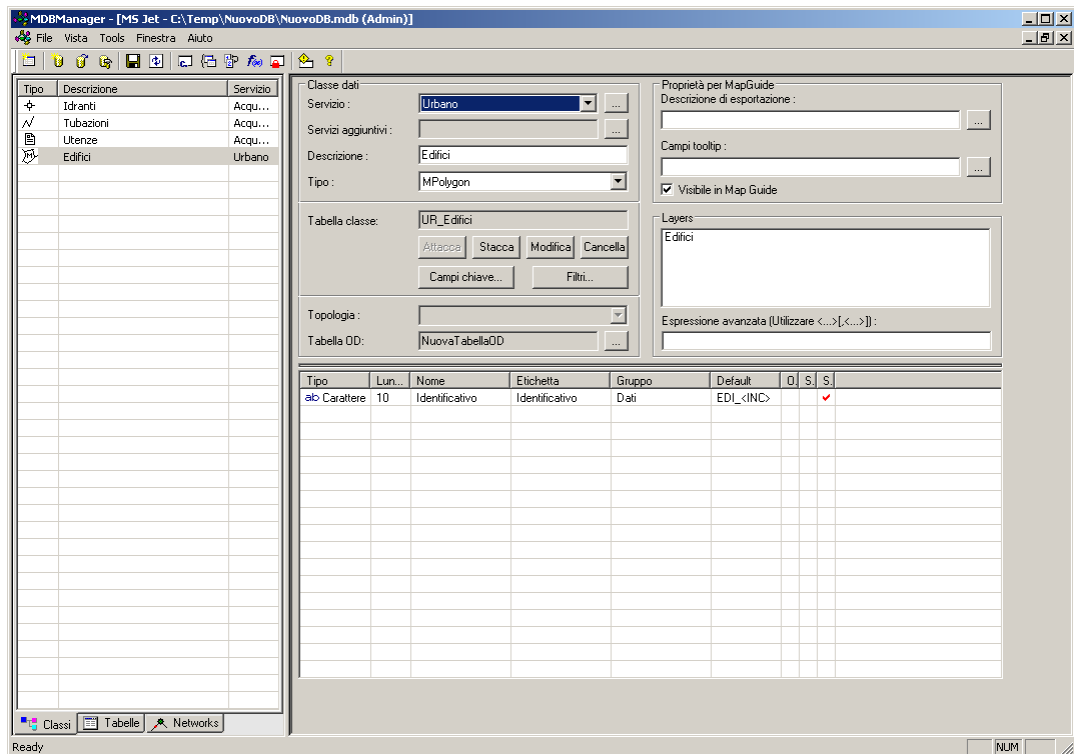 MDBManager - [MS Jet - C:\Temp\NuovoDB\NuovoDB.mdb (Admin)]
File Vista Tools Finestra Aiuto
Tipo Descrizione Servizio
Idranti Acqu...
Tubazioni Acqu...
Utenze Acqu...
Edifici Urbano
Classi Tabelle Networks
Classe dati
Servizio : Urbano ...
Servizi aggiuntivi : ...
Descrizione : Edifici
Tipo : MPolygon
Tabella classe: UR_Edifici
Attacca Stacca Modifica Cancella
Campi chiave... Filtri...
Topologia :
Tabella OD: NuovaTabellaOD ...
Proprietà per MapGuide
Descrizione di esportazione :
...
Campi tooltip :
...
Visibile in Map Guide
Layers
Edifici
Espressione avanzata (Utilizzare <...>[,<...>]) :
Tipo Lun... Nome Etichetta Gruppo Default O. S. S.
ab Carattere 10 Identificativo Identificativo Dati EDI_<INC>
Ready NUM